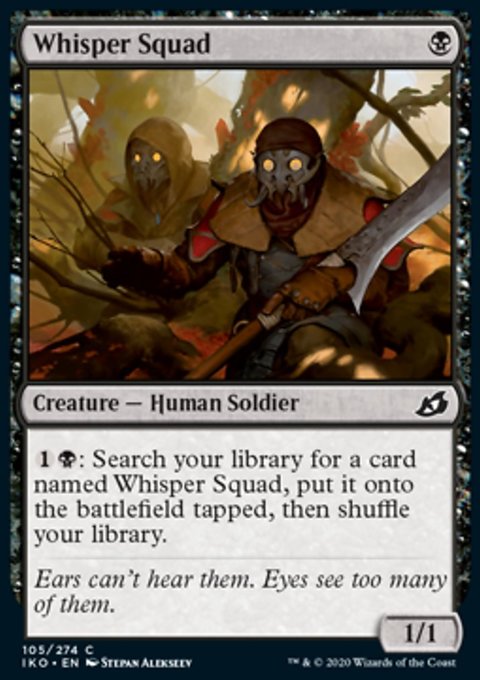 Whisper Squad
Creature — Human Soldier
1 : Search your library for a card
named Whisper Squad, put it onto
the battlefield tapped, then shuffle
your library.
Ears can't hear them. Eyes see too many
of them.
1/1
105/274 C
IKO • EN Stepan Alekseev
™ & © 2020 Wizards of the Coast